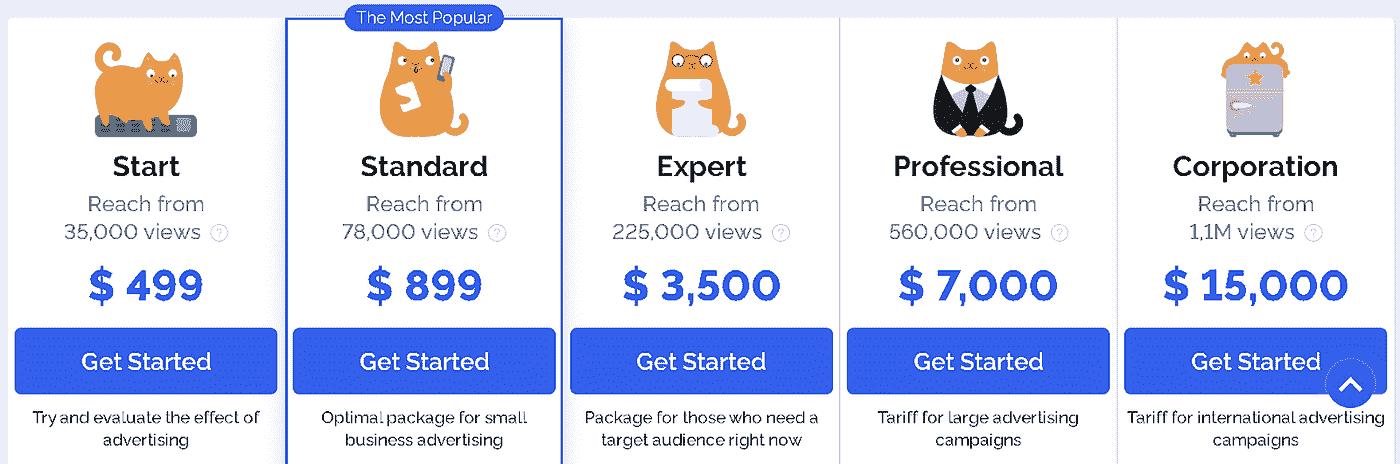 The Most Popular
Start
Reach from
35,000 views ?
$ 499
Get Started
Try and evaluate the effect of
advertising
Standard
Reach from
78,000 views ?
$ 899
Get Started
Optimal package for small
business advertising
Expert
Reach from
225,000 views ?
$ 3,500
Get Started
Package for those who need a
target audience right now
Professional
Reach from
560,000 views ?
$ 7,000
Get Started
Tariff for large advertising
campaigns
Corporation
Reach from
1,1M views ?
$ 15,000
Get Started
Tariff for international advertising
campaigns